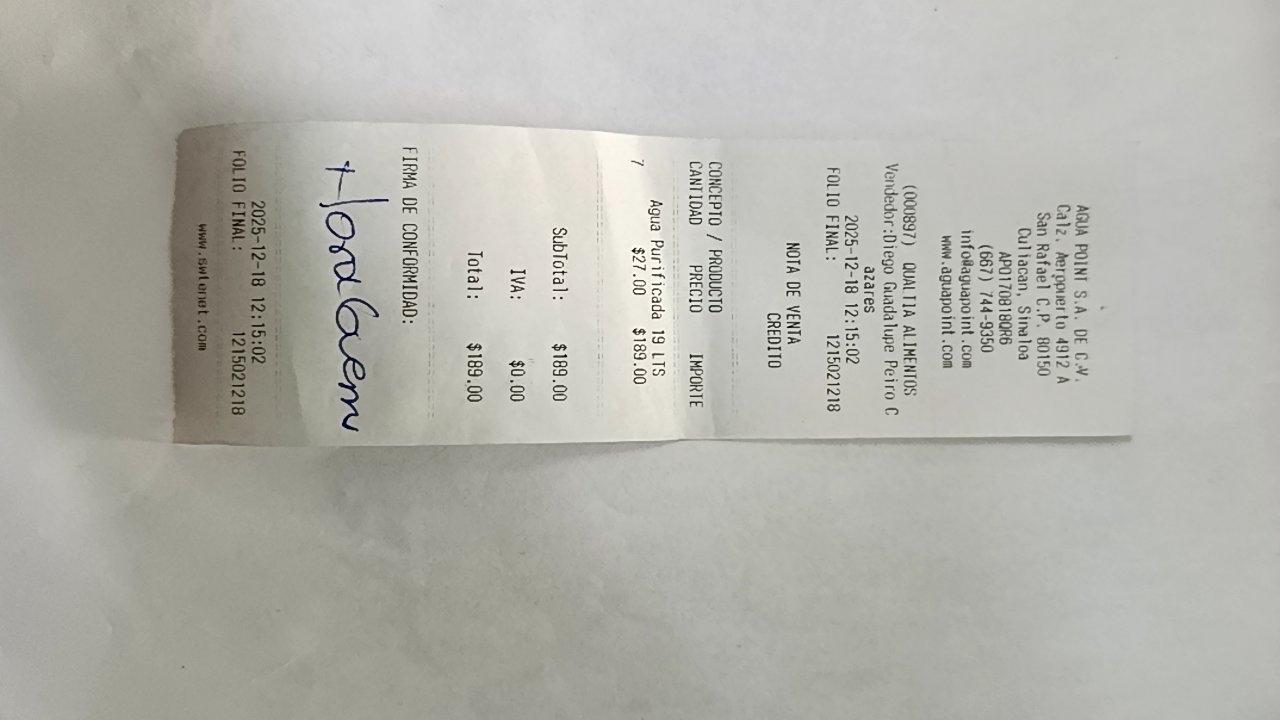 AGUA POINT S.A. DE C.V.
Calz. Aeropuerto 4912 A
San Rafael C.P. 80150
Culiacan, Sinaloa
APO170818QR6
(667) 744-9350
info@aguapoint.com
www.aguapoint.com
(000897) QUALTIA ALIMENTOS
Vendedor:Diego Guadalupe Peiro C
azares
2025-12-18 12:15:02
FOLIO FINAL: 1215021218
NOTA DE VENTA
CREDITO
CONCEPTO / PRODUCTO
CANTIDAD PRECIO IMPORTE
Agua Purificada 19 LTS
7 $27.00 $189.00
SubTotal: $189.00
IVA: $0.00
Total: $189.00
FIRMA DE CONFORMIDAD:
2025-12-18 12:15:02
FOLIO FINAL: 1215021218
www.swtenet.com